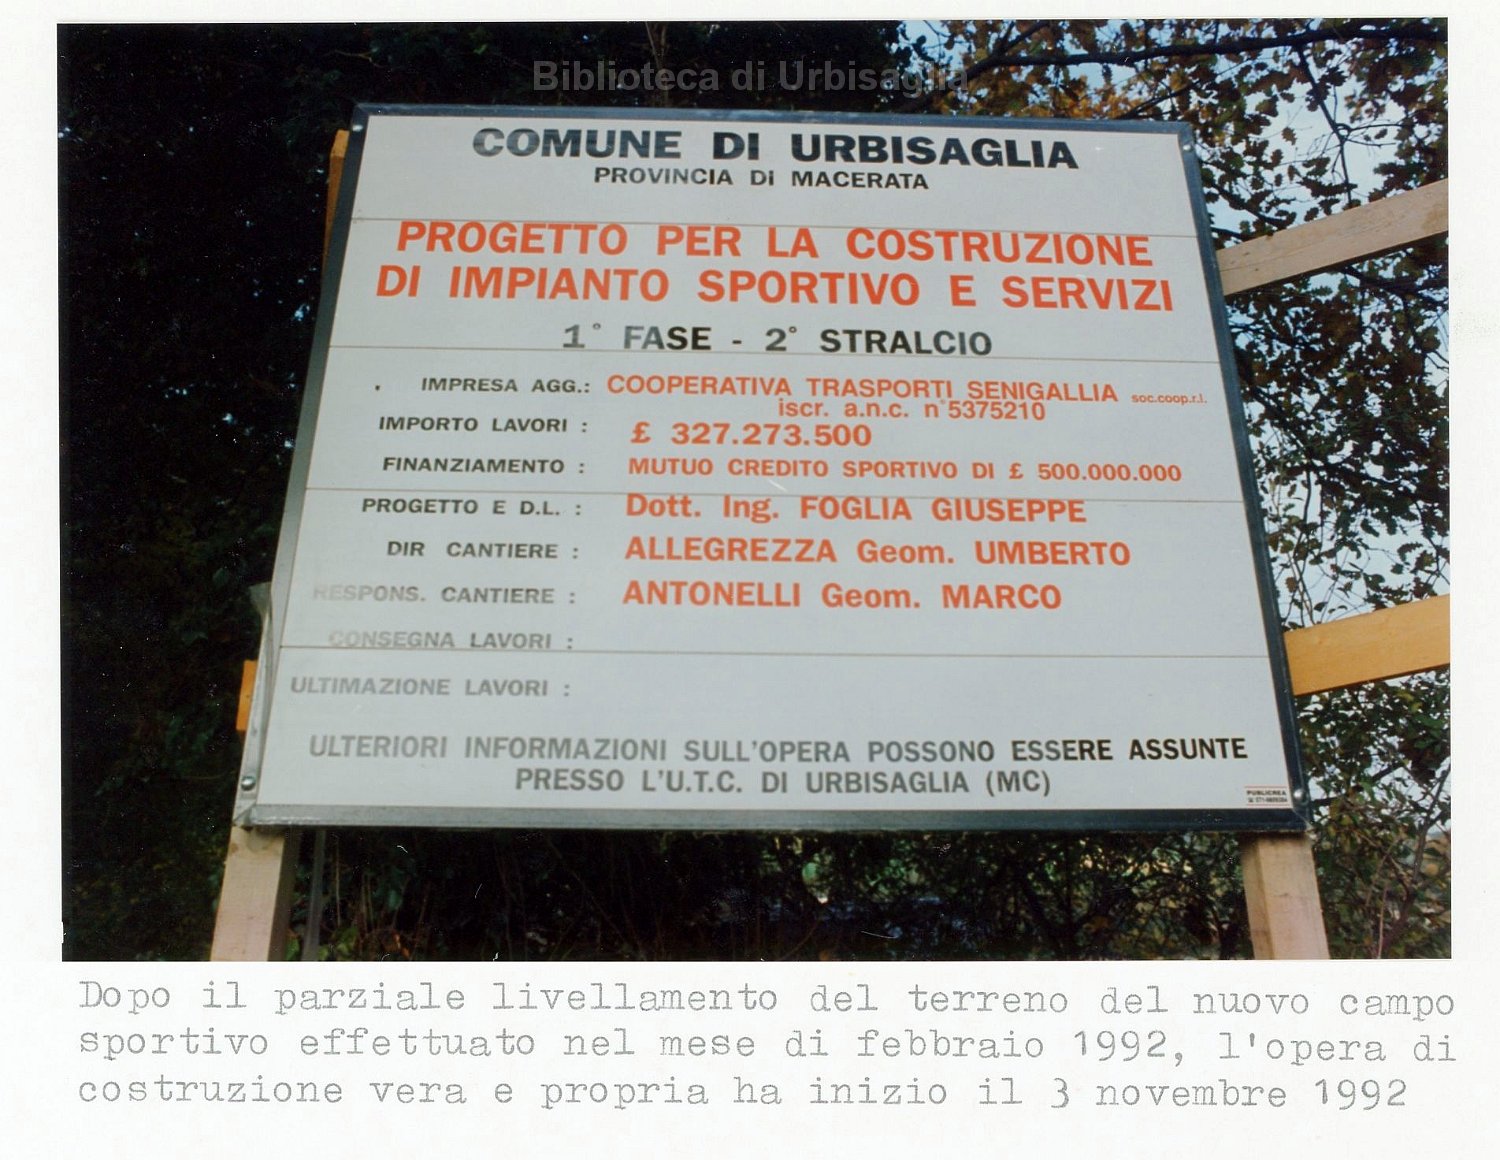 Biblioteca di Urbisaglia
COMUNE DI URBISAGLIA
PROVINCIA DI MACERATA
PROGETTO PER LA COSTRUZIONE
DI IMPIANTO SPORTIVO E SERVIZI
1° FASE - 2° STRALCIO
IMPRESA AGG.: COOPERATIVA TRASPORTI SENIGALLIA soc.coop.r.l.
iscr. a.n.c. n°5375210
IMPORTO LAVORI : £ 327.273.500
FINANZIAMENTO : MUTUO CREDITO SPORTIVO DI £ 500.000.000
PROGETTO E D.L. : Dott. Ing. FOGLIA GIUSEPPE
DIR CANTIERE : ALLEGREZZA Geom. UMBERTO
RESPONS. CANTIERE : ANTONELLI Geom. MARCO
CONSEGNA LAVORI :
ULTIMAZIONE LAVORI :
ULTERIORI INFORMAZIONI SULL'OPERA POSSONO ESSERE ASSUNTE
PRESSO L'U.T.C. DI URBISAGLIA (MC)
PUBLICREA
Dopo il parziale livellamento del terreno del nuovo campo
sportivo effettuato nel mese di febbraio 1992, l'opera di
costruzione vera e propria ha inizio il 3 novembre 1992